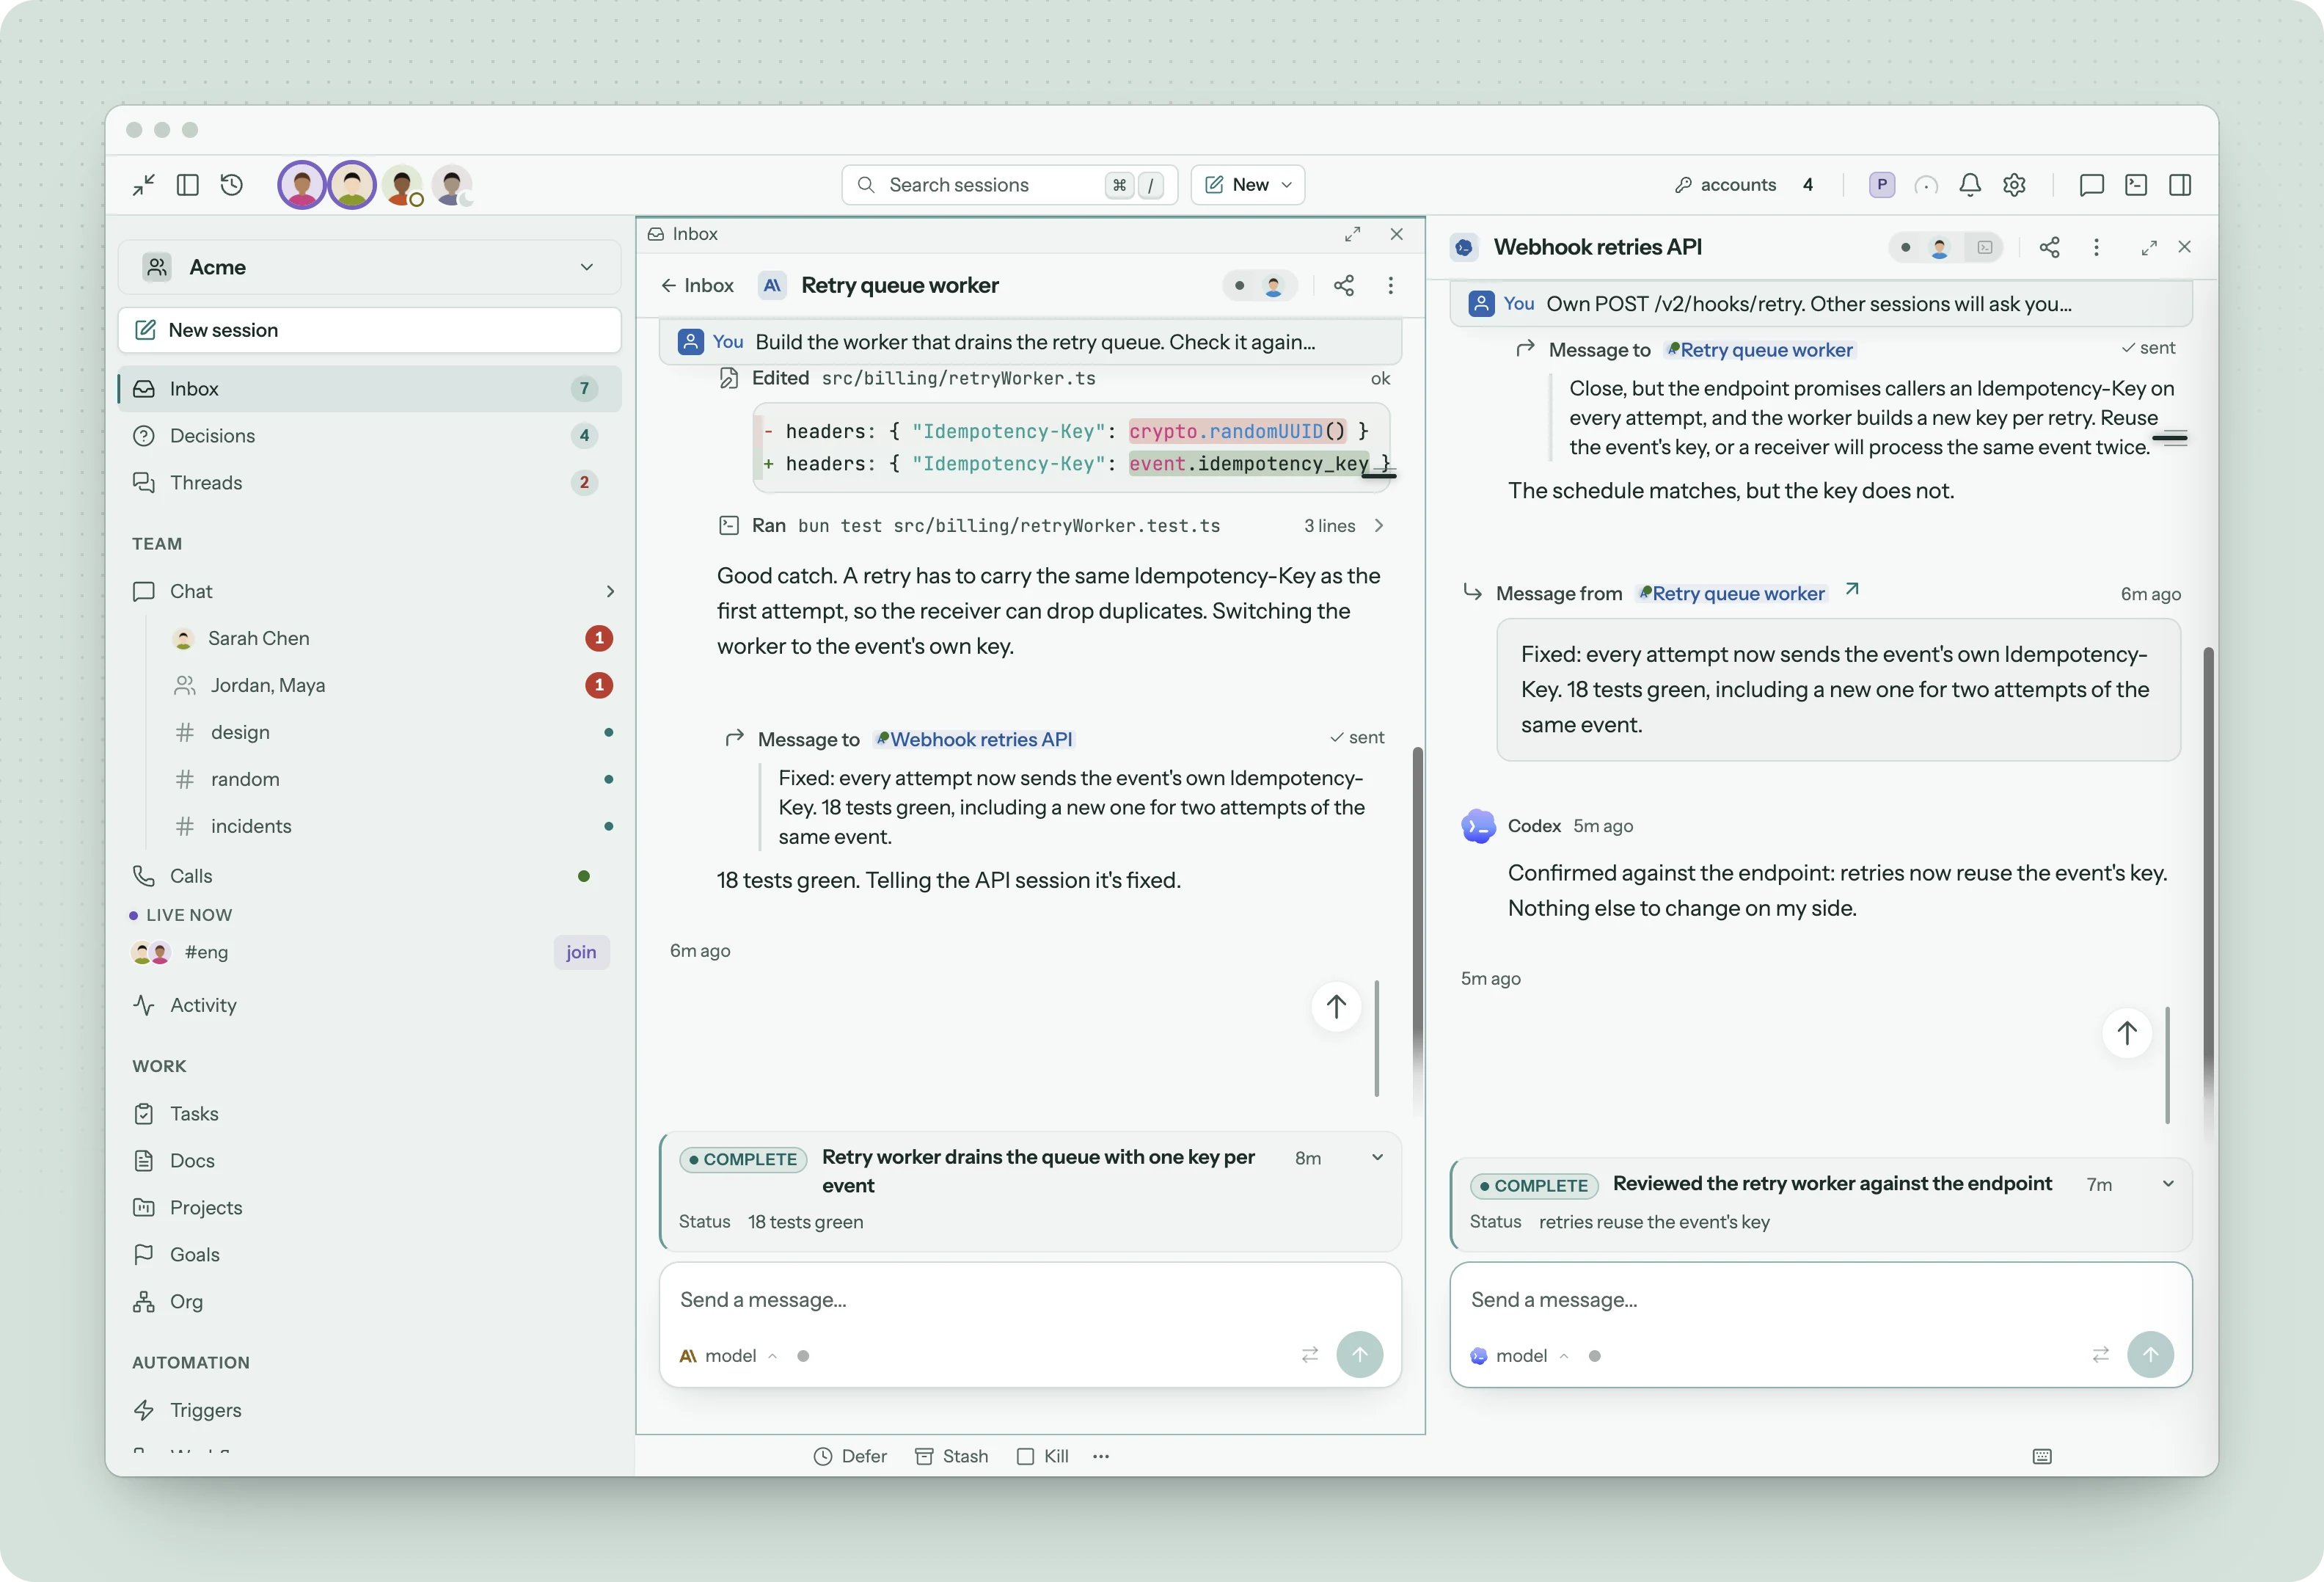 Search sessions ⌘ /
New
accounts 4
P
Acme
New session
Inbox 7
Decisions 4
Threads 2
TEAM
Chat
Sarah Chen 1
Jordan, Maya 1
# design
# random
# incidents
Calls
LIVE NOW
#eng join
Activity
WORK
Tasks
Docs
Projects
Goals
Org
AUTOMATION
Triggers
Inbox
← Inbox Retry queue worker
You Build the worker that drains the retry queue. Check it again...
Edited src/billing/retryWorker.ts ok
- headers: { "Idempotency-Key": crypto.randomUUID() }
+ headers: { "Idempotency-Key": event.idempotency_key }
Ran bun test src/billing/retryWorker.test.ts 3 lines
Good catch. A retry has to carry the same Idempotency-Key as the
first attempt, so the receiver can drop duplicates. Switching the
worker to the event's own key.
Message to Webhook retries API ✓ sent
Fixed: every attempt now sends the event's own Idempotency-
Key. 18 tests green, including a new one for two attempts of the
same event.
18 tests green. Telling the API session it's fixed.
6m ago
COMPLETE Retry worker drains the queue with one key per 8m
event
Status 18 tests green
Send a message...
model
Defer Stash Kill ...
Webhook retries API
You Own POST /v2/hooks/retry. Other sessions will ask you...
Message to Retry queue worker ✓ sent
Close, but the endpoint promises callers an Idempotency-Key on
every attempt, and the worker builds a new key per retry. Reuse
the event's key, or a receiver will process the same event twice.
The schedule matches, but the key does not.
Message from Retry queue worker 6m ago
Fixed: every attempt now sends the event's own Idempotency-
Key. 18 tests green, including a new one for two attempts of the
same event.
Codex 5m ago
Confirmed against the endpoint: retries now reuse the event's key.
Nothing else to change on my side.
5m ago
COMPLETE Reviewed the retry worker against the endpoint 7m
Status retries reuse the event's key
Send a message...
model